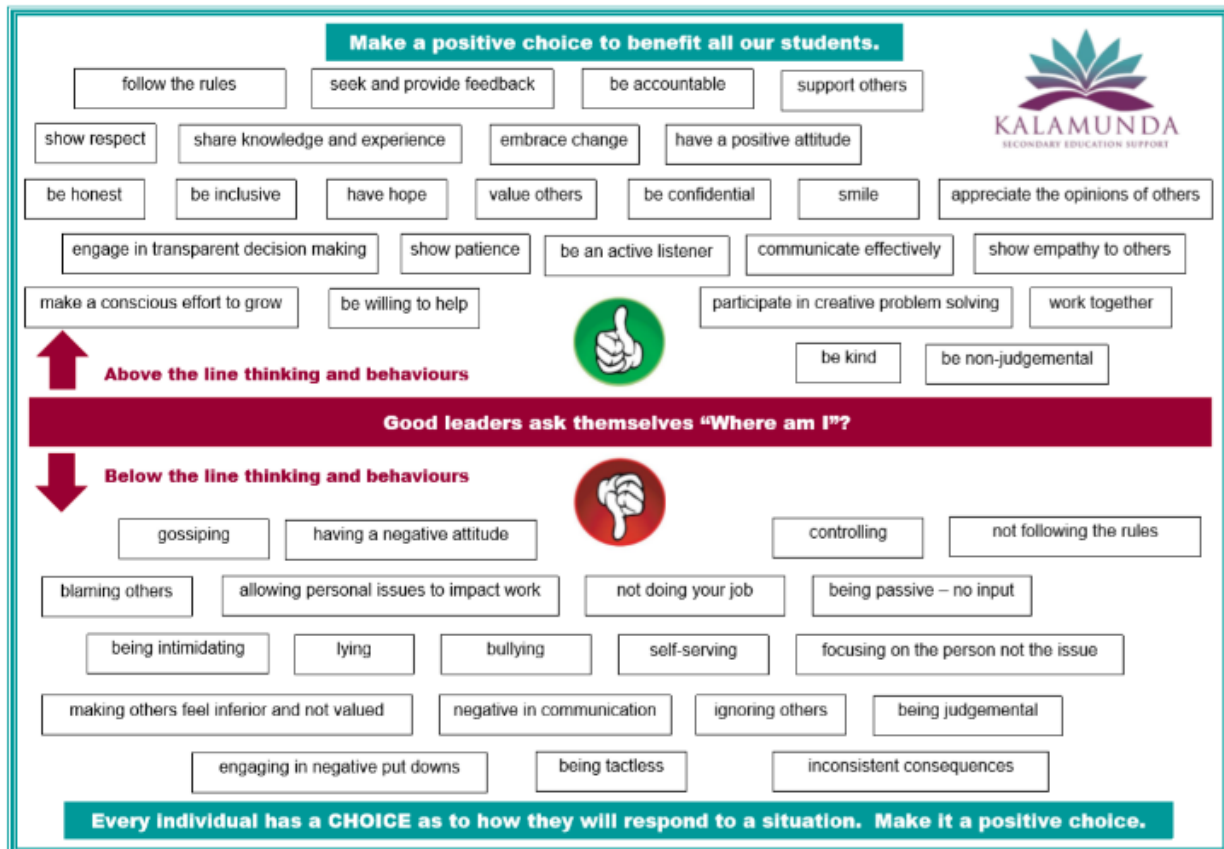 Make a positive choice to benefit all our students.
follow the rules
seek and provide feedback
be accountable
support others
KALAMUNDA
SECONDARY EDUCATION SUPPORT
show respect
share knowledge and experience
embrace change
have a positive attitude
be honest
be inclusive
have hope
value others
be confidential
smile
appreciate the opinions of others
engage in transparent decision making
show patience
be an active listener
communicate effectively
show empathy to others
make a conscious effort to grow
be willing to help
participate in creative problem solving
work together
be kind
be non-judgemental
Above the line thinking and behaviours
Good leaders ask themselves “Where am I”?
Below the line thinking and behaviours
gossiping
having a negative attitude
controlling
not following the rules
blaming others
allowing personal issues to impact work
not doing your job
being passive – no input
being intimidating
lying
bullying
self-serving
focusing on the person not the issue
making others feel inferior and not valued
negative in communication
ignoring others
being judgemental
engaging in negative put downs
being tactless
inconsistent consequences
Every individual has a CHOICE as to how they will respond to a situation. Make it a positive choice.